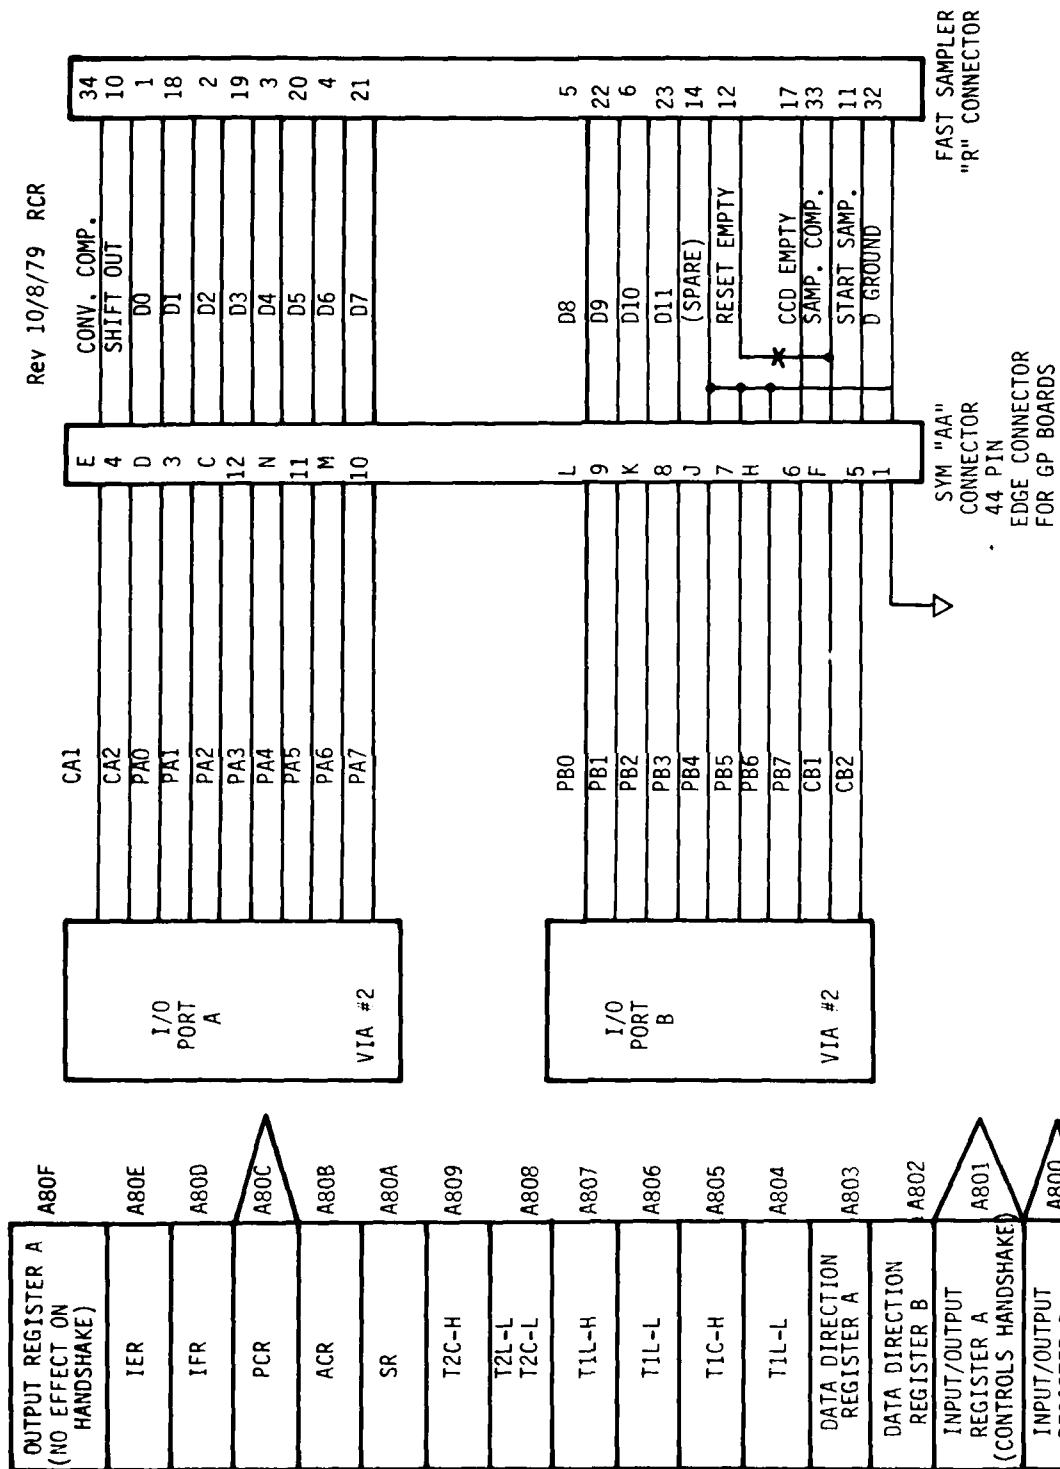 Rev 10/8/79 RCR
CA1
CA2
PA0
PA1
PA2
PA3
PA4
PA5
PA6
PA7
E
4
D
3
C
12
N
11
M
10
CONV. COMP.
SHIFT OUT
D0
D1
D2
D3
D4
D5
D6
D7
34
10
1
18
2
19
3
20
4
21
I/O
PORT
A
VIA #2
PB0
PB1
PB2
PB3
PB4
PB5
PB6
PB7
CB1
CB2
L
9
K
8
J
7
H
6
F
5
1
D8
D9
D10
D11
(SPARE)
RESET EMPTY
CCD EMPTY
SAMP. COMP.
START SAMP.
D GROUND
5
22
6
23
14
12
17
33
11
32
I/O
PORT
B
VIA #2
SYM "AA"
CONNECTOR
44 PIN
EDGE CONNECTOR
FOR GP BOARDS
FAST SAMPLER
"R" CONNECTOR
OUTPUT REGISTER A
(NO EFFECT ON
HANDSHAKE)
A80F
IER
A80E
IFR
A80D
PCR
A80C
ACR
A80B
SR
A80A
T2C-H
A809
T2L-L
T2C-L
A808
T1L-H
A807
T1L-L
A806
T1C-H
A805
T1L-L
A804
DATA DIRECTION
REGISTER A
A803
DATA DIRECTION
REGISTER B
A802
INPUT/OUTPUT
REGISTER A
(CONTROLS HANDSHAKE)
A801
INPUT/OUTPUT
A800